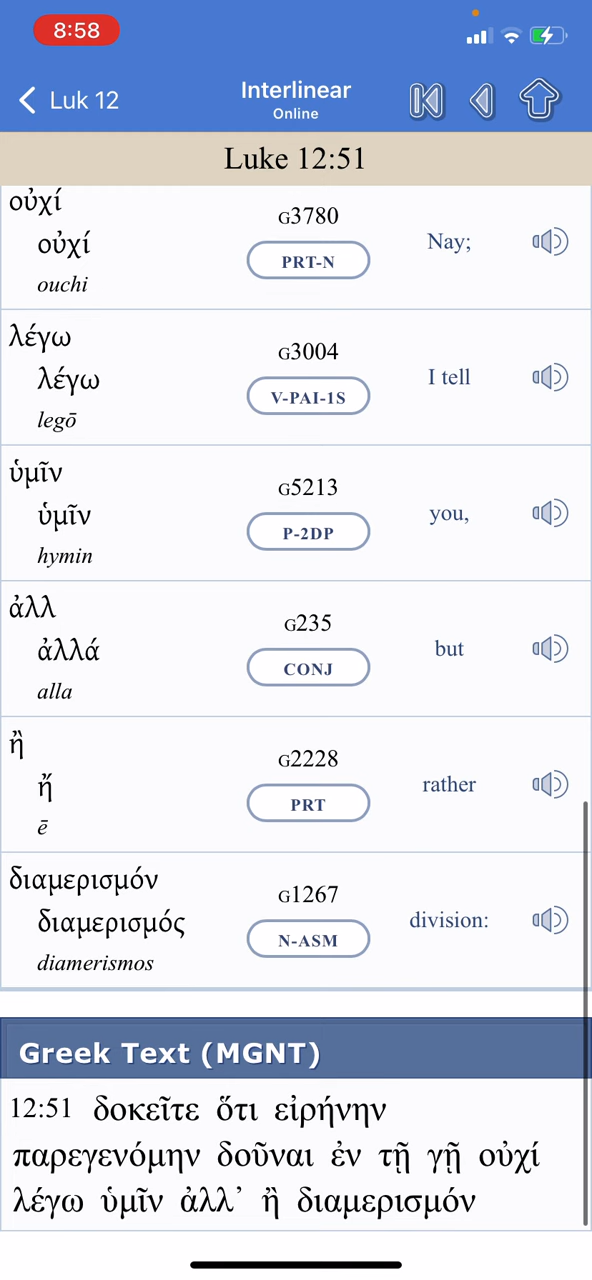 8:58
Luk 12
Interlinear
Online
Luke 12:51
οὐχί
G3780
οὐχί
Nay;
PRT-N
ouchi
λέγω
G3004
λέγω
I tell
V-PAI-1S
legō
ὑμῖν
G5213
ὑμῖν
you,
P-2DP
hymin
ἀλλ
G235
ἀλλά
but
CONJ
alla
ἢ
G2228
ἤ
rather
PRT
ē
διαμερισμόν
G1267
διαμερισμός
division:
N-ASM
diamerismos
Greek Text (MGNT)
12:51 δοκεῖτε ὅτι εἰρήνην
παρεγενόμην δοῦναι ἐν τῇ γῇ οὐχί
λέγω ὑμῖν ἀλλ’ ἢ διαμερισμόν